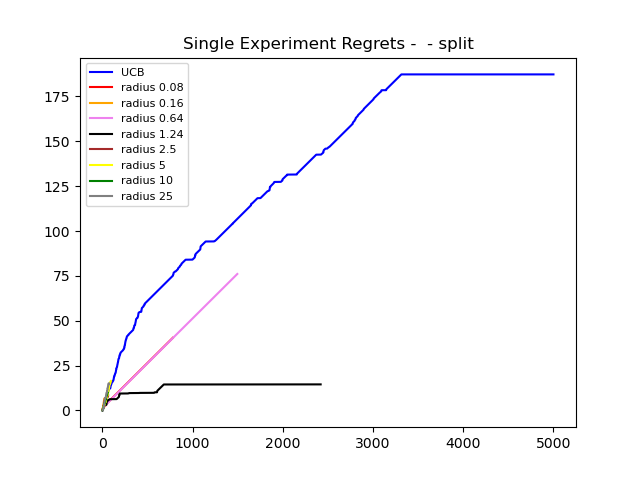 Single Experiment Regrets -  - split
UCB
radius 0.08
radius 0.16
radius 0.64
radius 1.24
radius 2.5
radius 5
radius 10
radius 25
175
150
125
100
75
50
25
0
0 1000 2000 3000 4000 5000